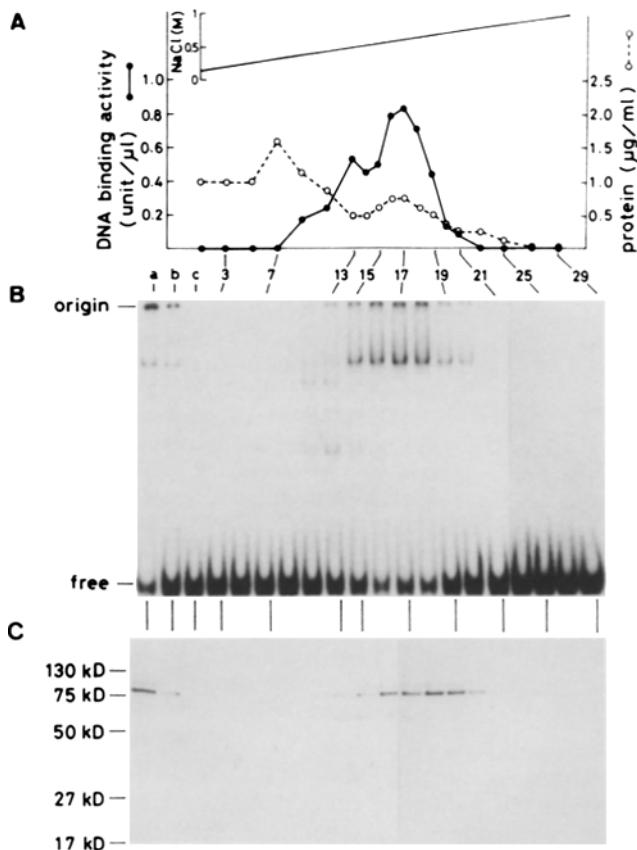 A
NaCl (M)
1
0.5
0
DNA binding activity
(unit/µl)
1.0
0.8
0.6
0.4
0.2
2.5
2.0
1.5
1.0
0.5
protein (µg/ml)
a b c 3 7 13 15 17 19 21 25 29
B
origin
free
C
130 kD
75 kD
50 kD
27 kD
17 kD